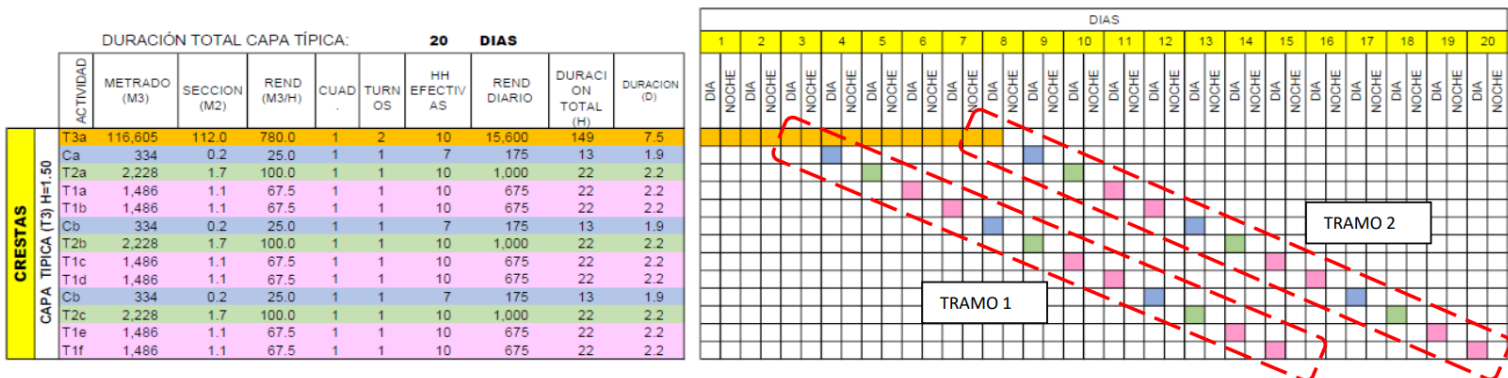 DURACIÓN TOTAL CAPA TÍPICA: 20 DIAS
ACTIVIDAD METRADO (M3) SECCION (M2) REND (M3/H) CUAD. TURNOS HH EFECTIVAS REND DIARIO DURACION TOTAL (H) DURACION (D)
CRESTAS
CAPA TIPICA (T3) H=1.50
T3a 116,605 112.0 780.0 1 2 10 15,600 149 7.5
Ca 334 0.2 25.0 1 1 7 175 13 1.9
T2a 2,228 1.7 100.0 1 1 10 1,000 22 2.2
T1a 1,486 1.1 67.5 1 1 10 675 22 2.2
T1b 1,486 1.1 67.5 1 1 10 675 22 2.2
Cb 334 0.2 25.0 1 1 7 175 13 1.9
T2b 2,228 1.7 100.0 1 1 10 1,000 22 2.2
T1c 1,486 1.1 67.5 1 1 10 675 22 2.2
T1d 1,486 1.1 67.5 1 1 10 675 22 2.2
Cb 334 0.2 25.0 1 1 7 175 13 1.9
T2c 2,228 1.7 100.0 1 1 10 1,000 22 2.2
T1e 1,486 1.1 67.5 1 1 10 675 22 2.2
T1f 1,486 1.1 67.5 1 1 10 675 22 2.2
DIAS
1 2 3 4 5 6 7 8 9 10 11 12 13 14 15 16 17 18 19 20
DIA NOCHE DIA NOCHE DIA NOCHE DIA NOCHE DIA NOCHE DIA NOCHE DIA NOCHE DIA NOCHE DIA NOCHE DIA NOCHE DIA NOCHE DIA NOCHE DIA NOCHE DIA NOCHE DIA NOCHE DIA NOCHE DIA NOCHE DIA NOCHE DIA NOCHE DIA NOCHE
TRAMO 2
TRAMO 1